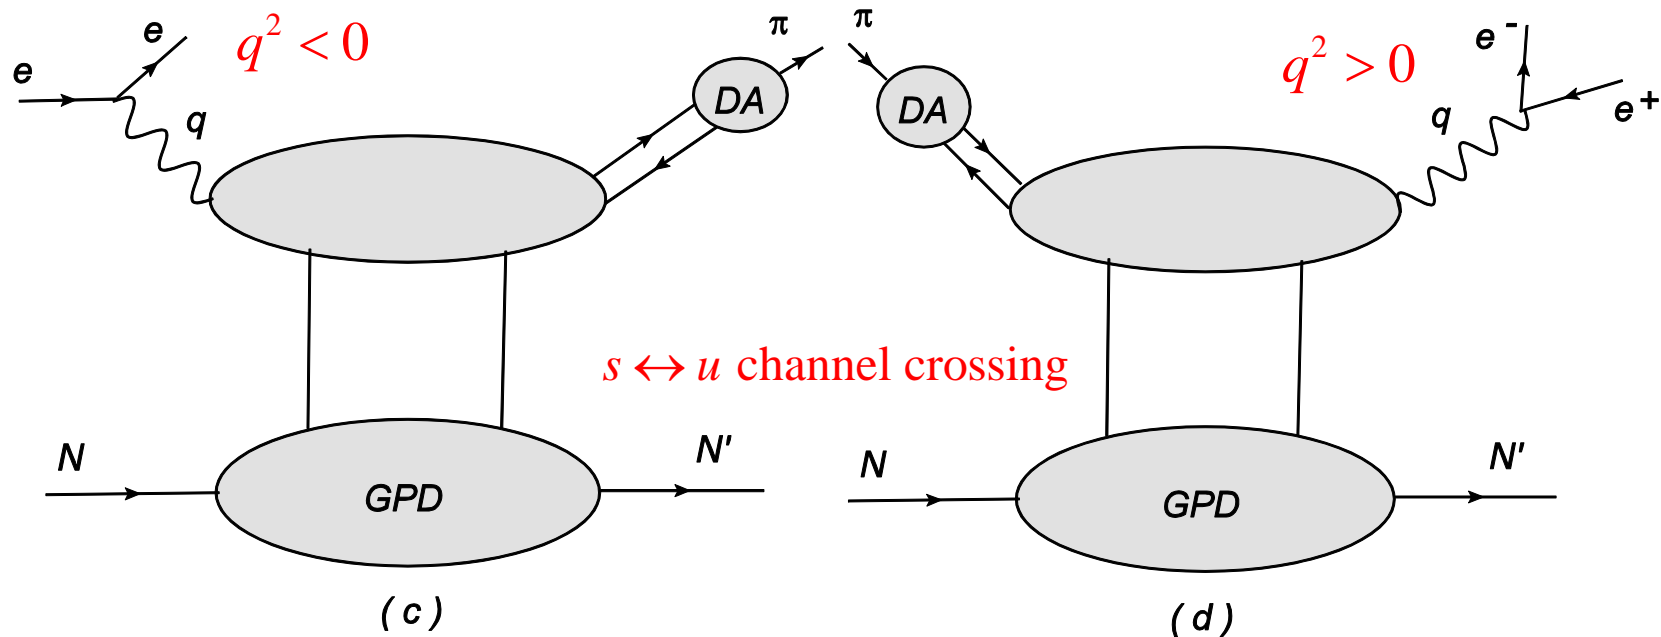 e
e
q² < 0
q
DA
π
N
GPD
N'
(c)
s ↔ u channel crossing
π
DA
q² > 0
q
e⁻
e⁺
N
GPD
N'
(d)